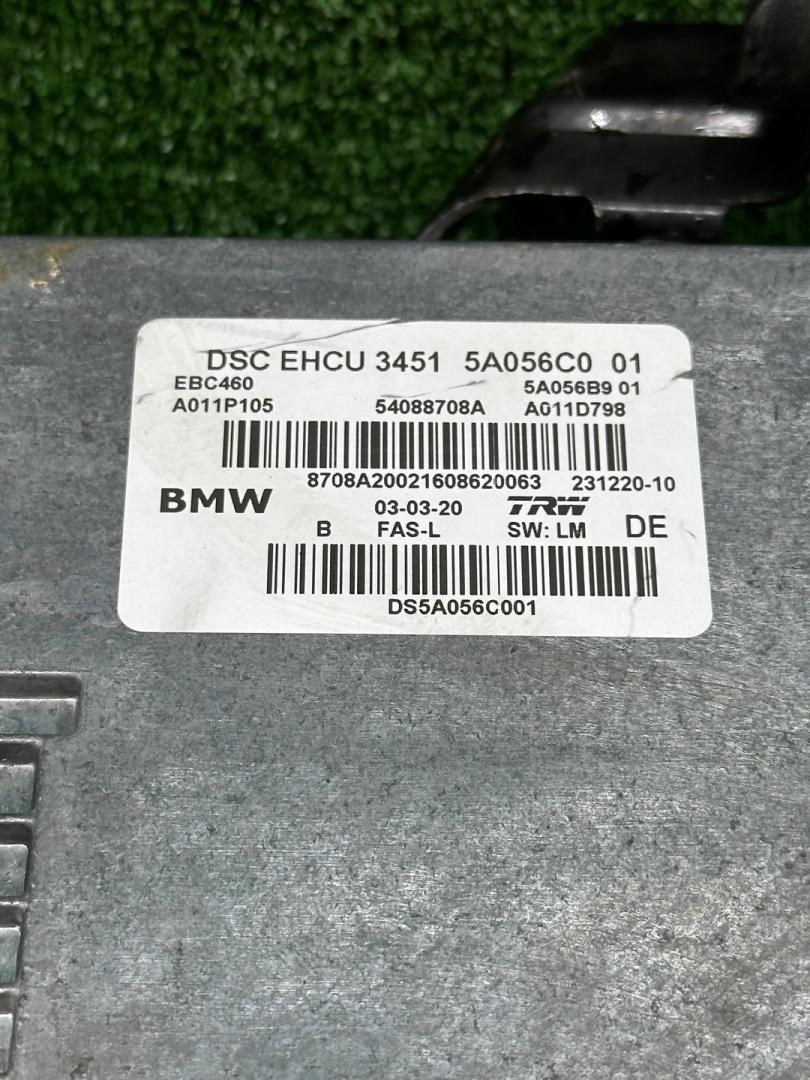 DSC EHCU 3451 5A056C0 01
EBC460 5A056B9 01
A011P105 54088708A A011D798
8708A20021608620063 231220-10
BMW 03-03-20 TRW
B FAS-L SW: LM DE
DS5A056C001